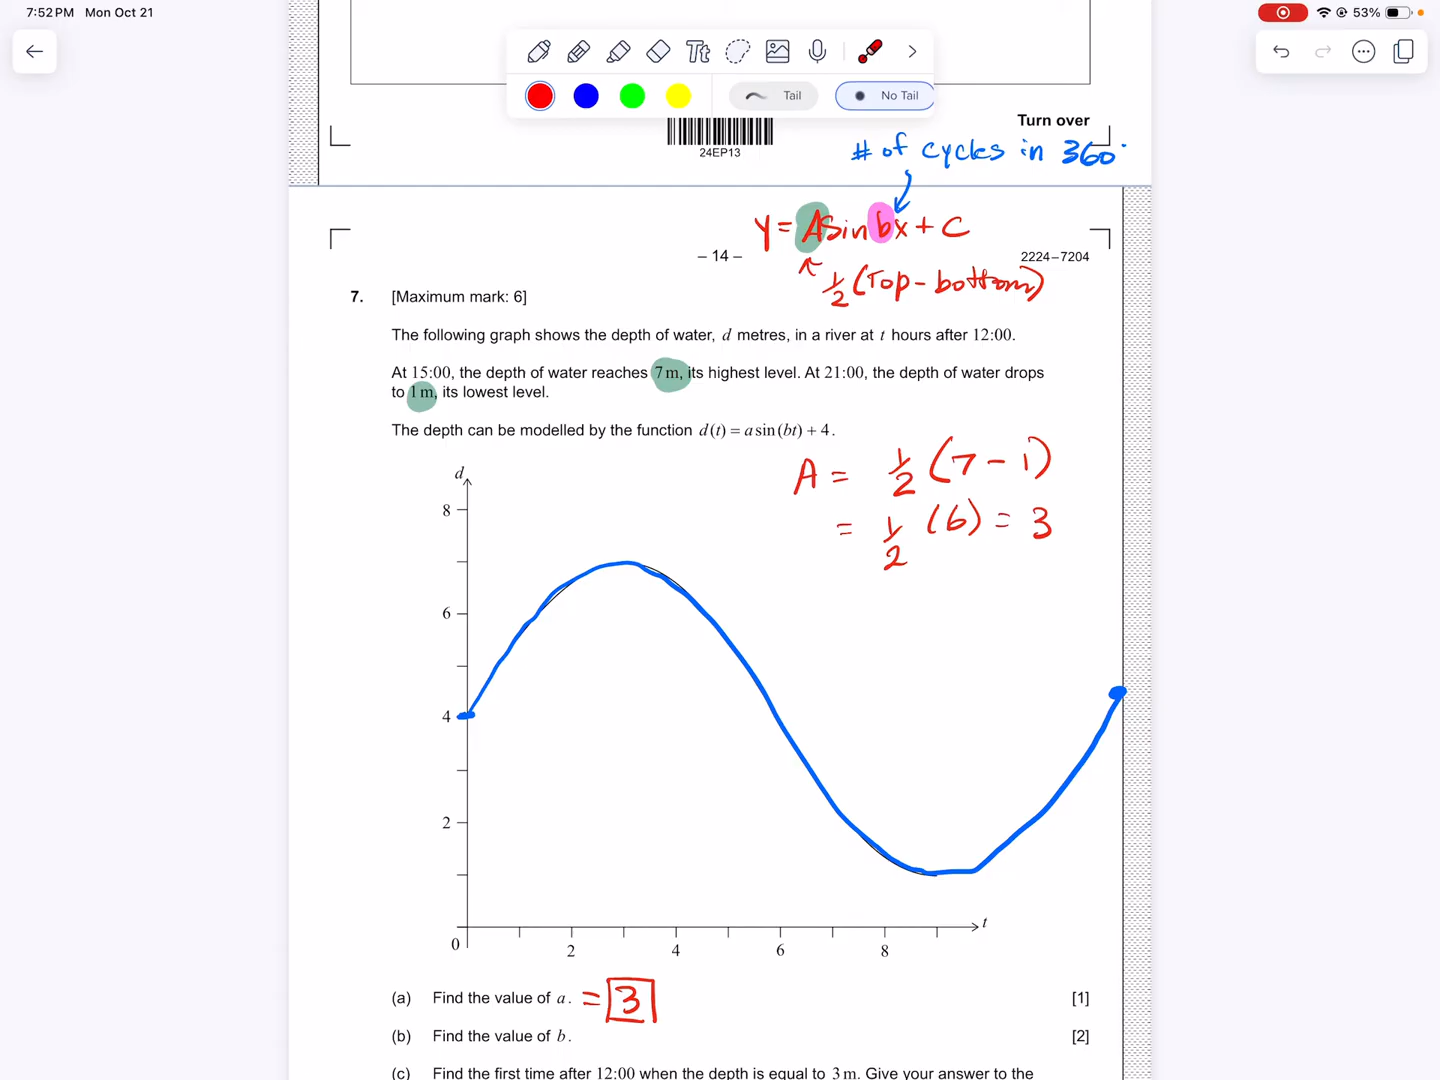 7:52 PM Mon Oct 21
53%
Tt
Tail
No Tail
Turn over
24EP13
# of cycles in 360°
y = A sin bx + C
– 14 –
2224–7204
½ (Top - bottom)
7. [Maximum mark: 6]
The following graph shows the depth of water, d metres, in a river at t hours after 12:00.
At 15:00, the depth of water reaches 7 m, its highest level. At 21:00, the depth of water drops
to 1 m, its lowest level.
The depth can be modelled by the function d(t) = a sin(bt) + 4.
A = ½ (7 - 1)
= ½ (6) = 3
d
8
6
4
2
0
2
4
6
8
t
(a) Find the value of a. = 3 [1]
(b) Find the value of b. [2]
(c) Find the first time after 12:00 when the depth is equal to 3 m. Give your answer to the